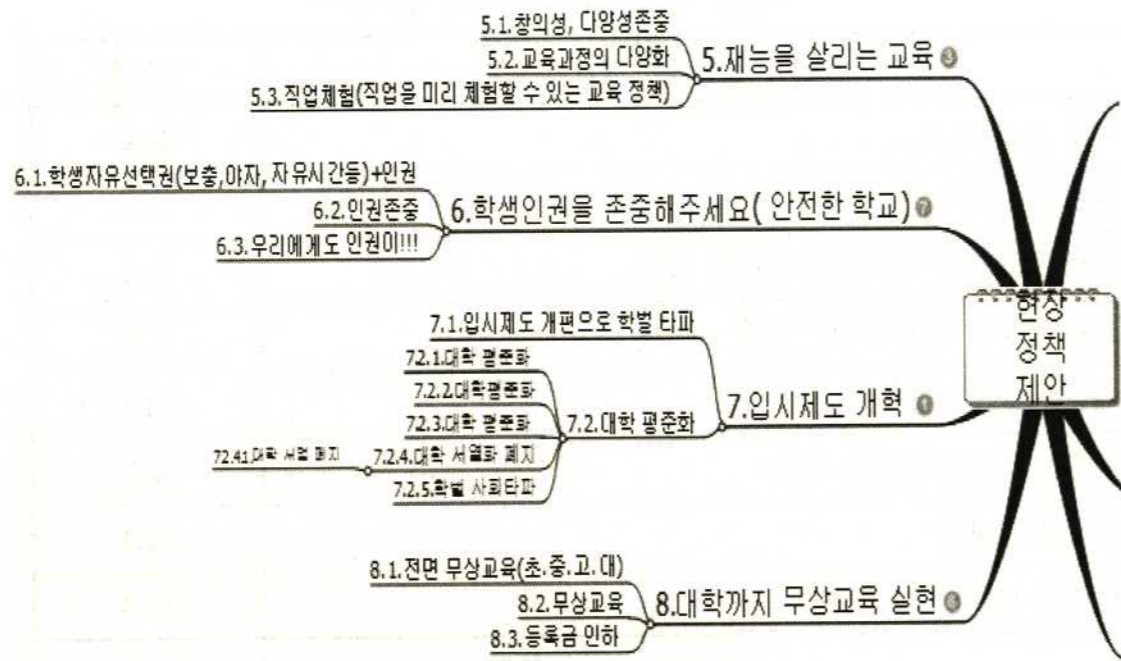 5.1.창의성, 다양성존중
5.2.교육과정의 다양화
5.3.직업체험(직업을 미리 체험할 수 있는 교육 정책)
5.재능을 살리는 교육
6.1.학생자유선택권(보충,야자, 자유시간등)+인권
6.2.인권존중
6.3.우리에게도 인권이!!!
6.학생인권을 존중해주세요( 안전한 학교)
현장
정책
제안
7.1.입시제도 개편으로 학벌 타파
7.2.1.대학 평준화
7.2.2.대학평준화
7.2.3.대학 평준화
7.2.4.대학 서열화 폐지
7.2.4.1.대학 서열 폐지
7.2.5.학벌 사회타파
7.2.대학 평준화
7.입시제도 개혁
8.1.전면 무상교육(초.중.고.대)
8.2.무상교육
8.3.등록금 인하
8.대학까지 무상교육 실현